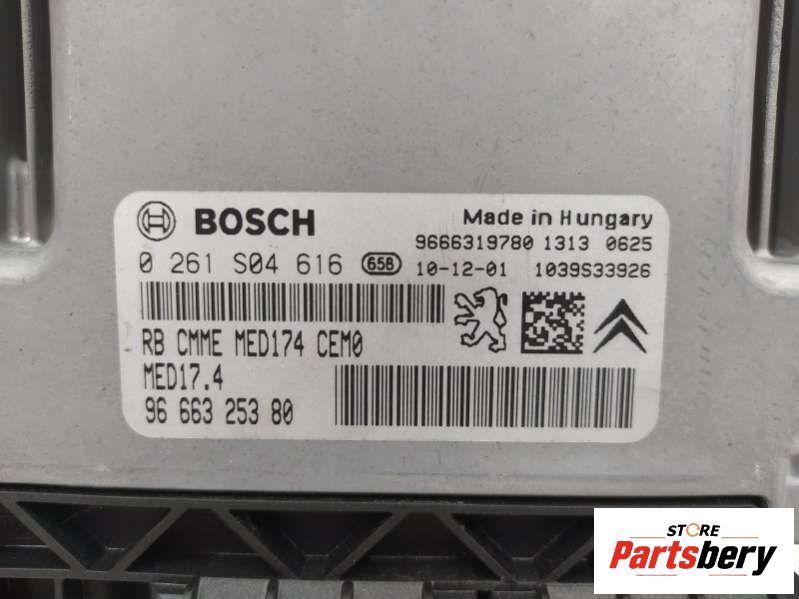 BOSCH
Made in Hungary
9666319780 1313 0625
0 261 S04 616 658 10-12-01 1039S33926
RB CMME MED174 CEM0
MED17.4
96 663 253 80
STORE
Partsbery